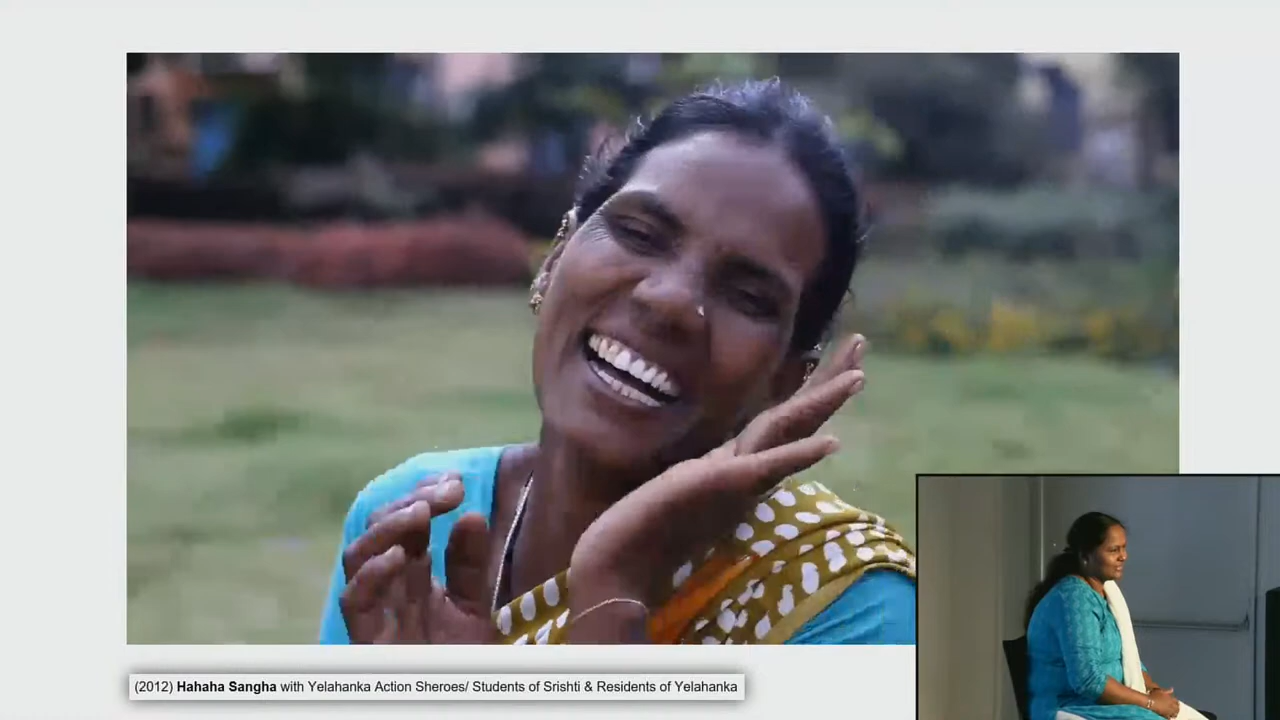 (2012) Hahaha Sangha with Yelahanka Action Sheroes/ Students of Srishti & Residents of Yelahanka